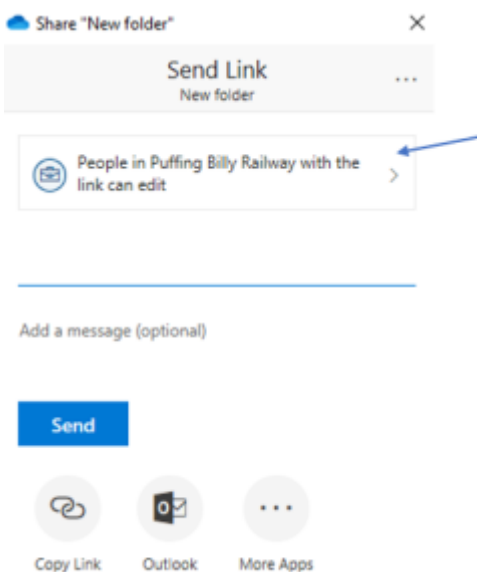 Share "New folder"
Send Link
New folder
People in Puffing Billy Railway with the
link can edit
Add a message (optional)
Send
Copy Link Outlook More Apps